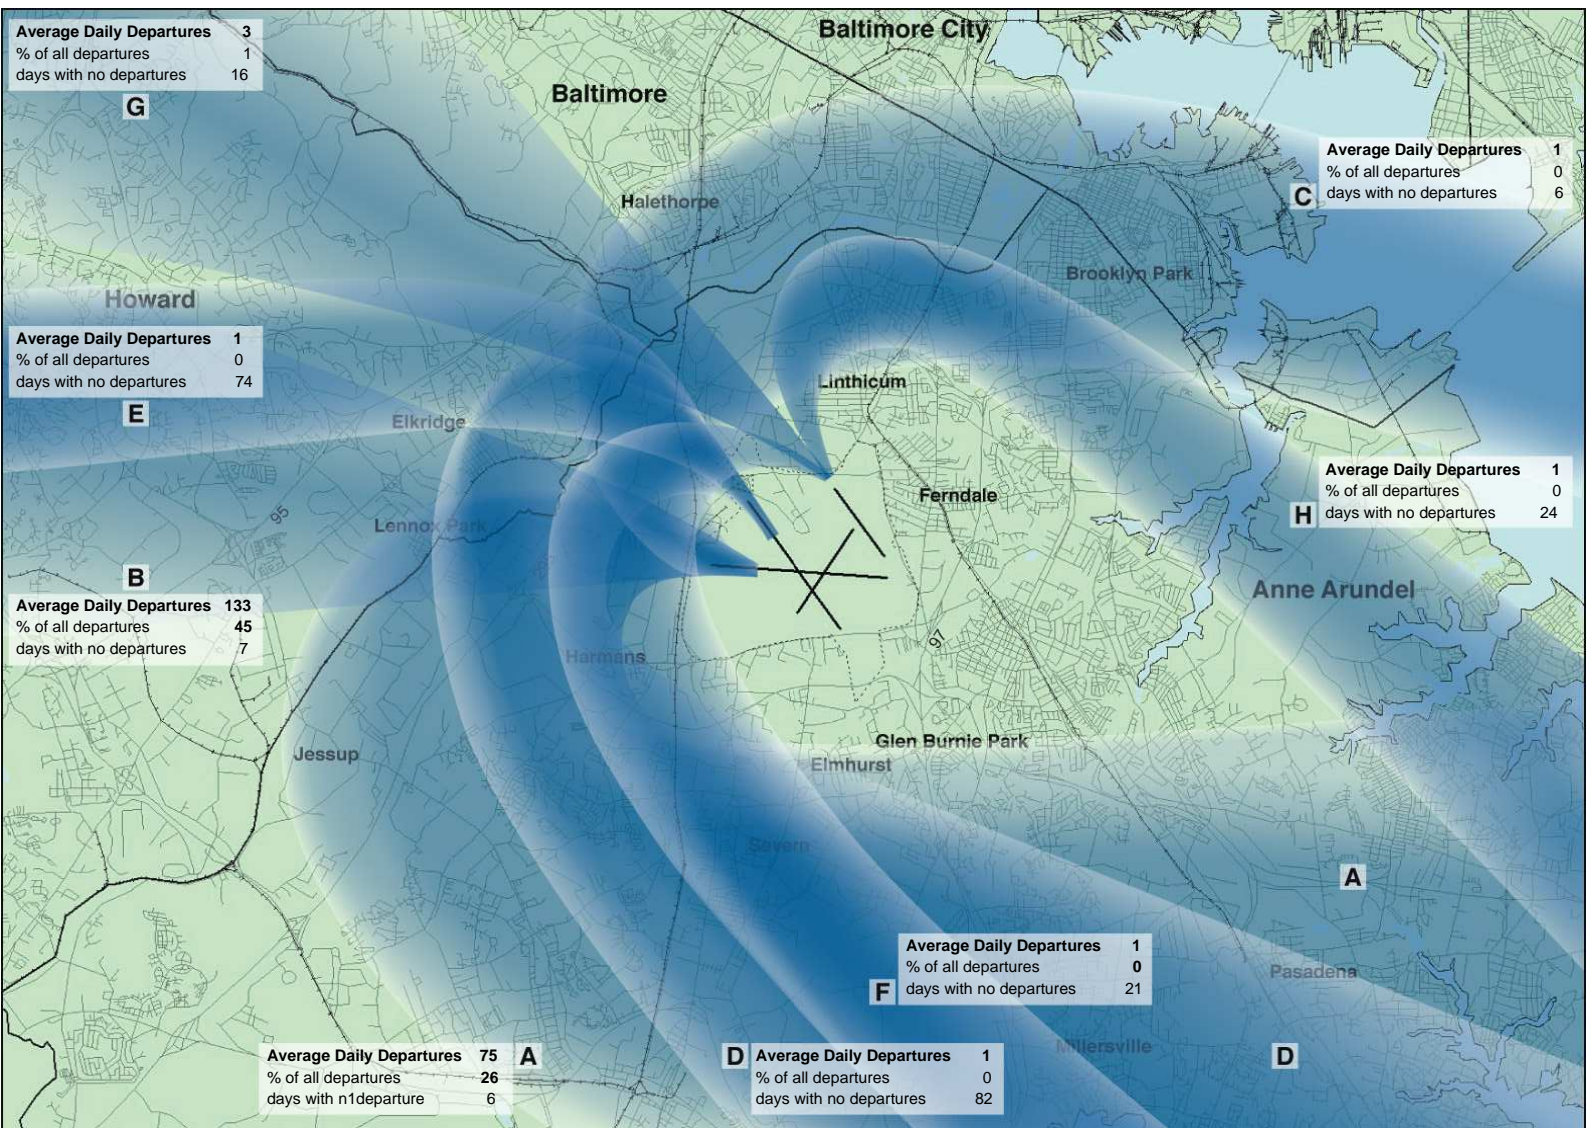 Average Daily Departures 3
% of all departures 1
days with no departures 16
G
Baltimore City
Baltimore
Average Daily Departures 1
% of all departures 0
days with no departures 6
C
Halethorpe
Brooklyn Park
Howard
Average Daily Departures 1
% of all departures 0
days with no departures 74
E
Linthicum
Elkridge
Ferndale
Average Daily Departures 1
% of all departures 0
days with no departures 24
H
95
Lennox Park
B
Average Daily Departures 133
% of all departures 45
days with no departures 7
Anne Arundel
97
Harmans
Jessup
Glen Burnie Park
Elmhurst
Severn
A
Average Daily Departures 1
% of all departures 0
days with no departures 21
F
Pasadena
Millersville
Average Daily Departures 75
% of all departures 26
days with n1departure 6
A
D
Average Daily Departures 1
% of all departures 0
days with no departures 82
D